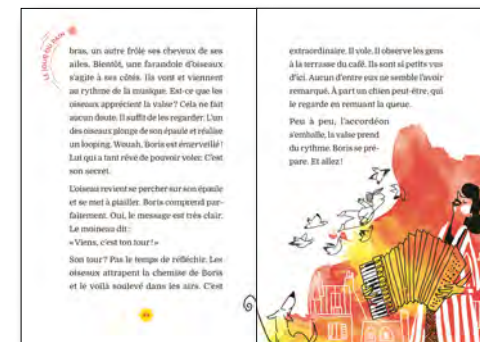 LE JOUR DU PAIN
bras, un autre frôle ses cheveux de ses
ailes. Bientôt, une farandole d'oiseaux
s'agite à ses côtés. Ils vont et viennent
au rythme de la musique. Est-ce que les
oiseaux apprécient la valse ? Cela ne fait
aucun doute. Il suffit de les regarder. L'un
des oiseaux plonge de son épaule et réalise
un looping. Wouah, Boris est émerveillé !
Lui qui a tant rêvé de pouvoir voler. C'est
son secret.
L'oiseau revient se percher sur son épaule
et se met à piailler. Boris comprend par-
faitement. Oui, le message est très clair.
Le moineau dit :
« Viens, c'est ton tour ! »
Son tour ? Pas le temps de réfléchir. Les
oiseaux attrapent la chemise de Boris
et le voilà soulevé dans les airs. C'est
extraordinaire. Il vole. Il observe les gens
à la terrasse du café. Ils sont si petits vus
d'ici. Aucun d'entre eux ne semble l'avoir
remarqué. À part un chien peut-être, qui
le regarde en remuant la queue.
Peu à peu, l'accordéon
s'emballe, la valse prend
du rythme. Boris se pré-
pare. Et allez !